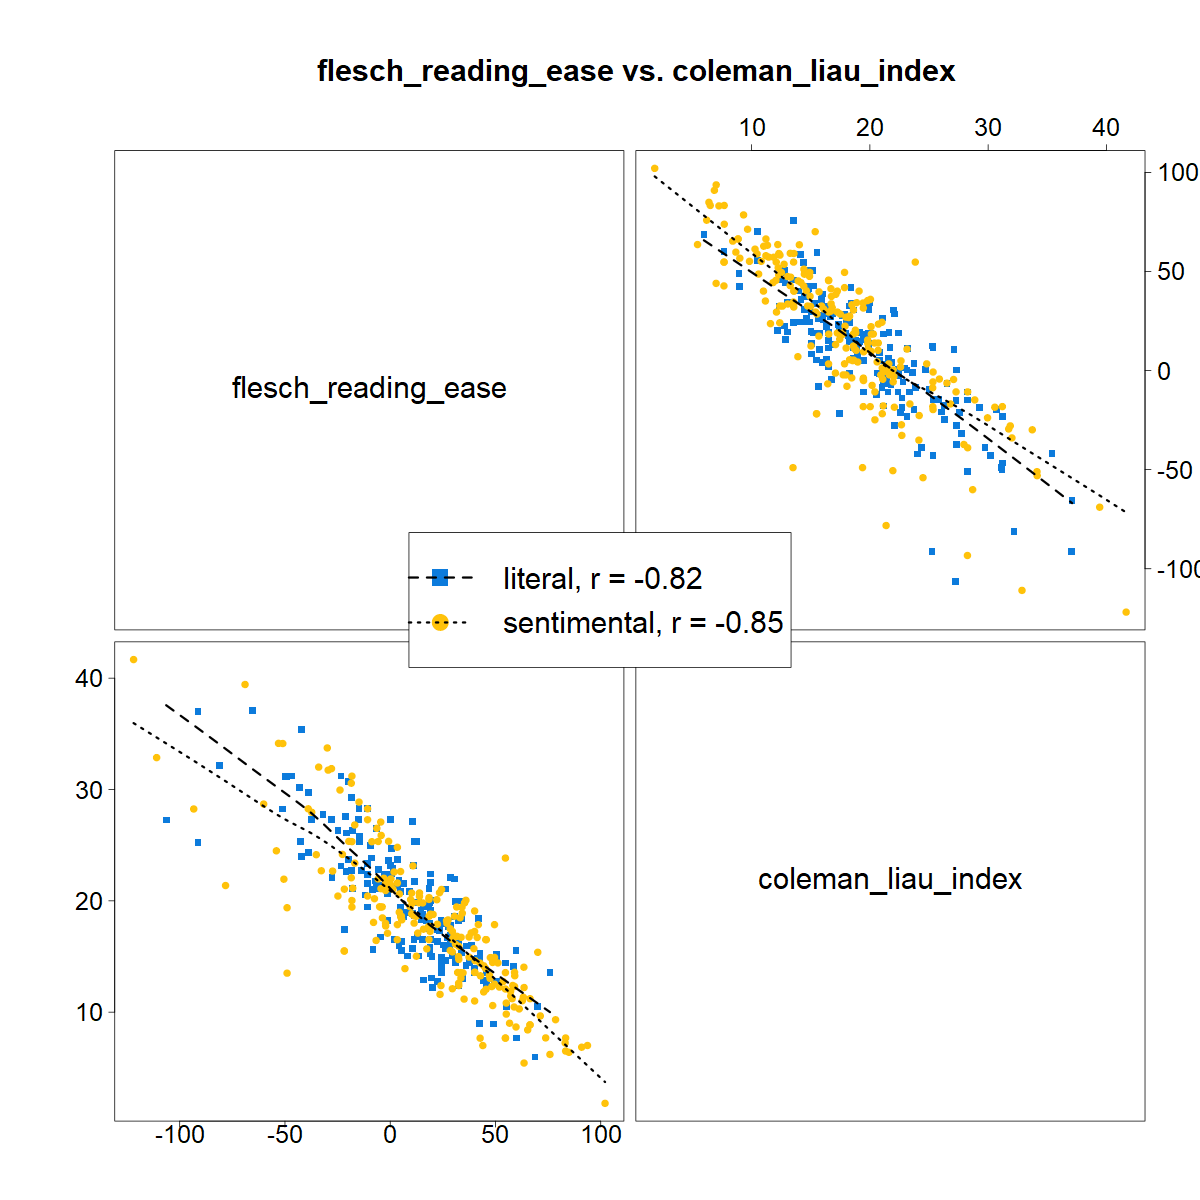 flesch_reading_ease vs. coleman_liau_index
10 20 30 40
100
50
0
-50
-100
flesch_reading_ease
literal, r = -0.82
sentimental, r = -0.85
40
30
20
10
coleman_liau_index
-100 -50 0 50 100